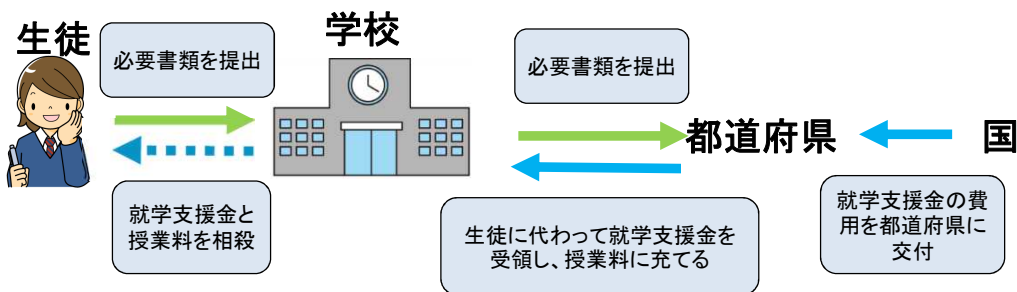 生徒
必要書類を提出
学校
必要書類を提出
都道府県
国
就学支援金と
授業料を相殺
生徒に代わって就学支援金を
受領し、授業料に充てる
就学支援金の費
用を都道府県に
交付